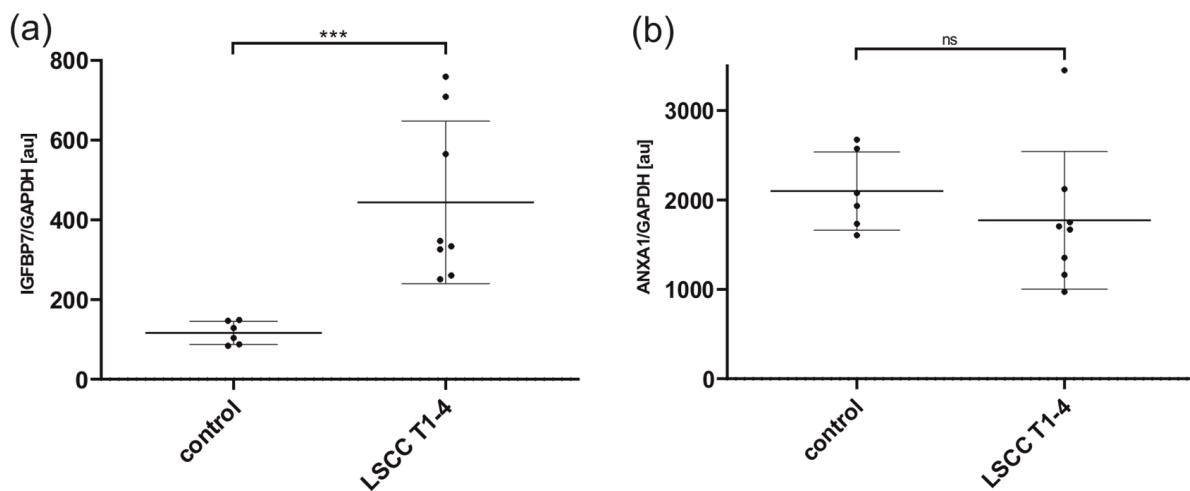 (a)
***
800
600
400
200
0
IGFBP7/GAPDH [au]
control
LSCC T1-4
(b)
ns
3000
2000
1000
0
ANXA1/GAPDH [au]
control
LSCC T1-4